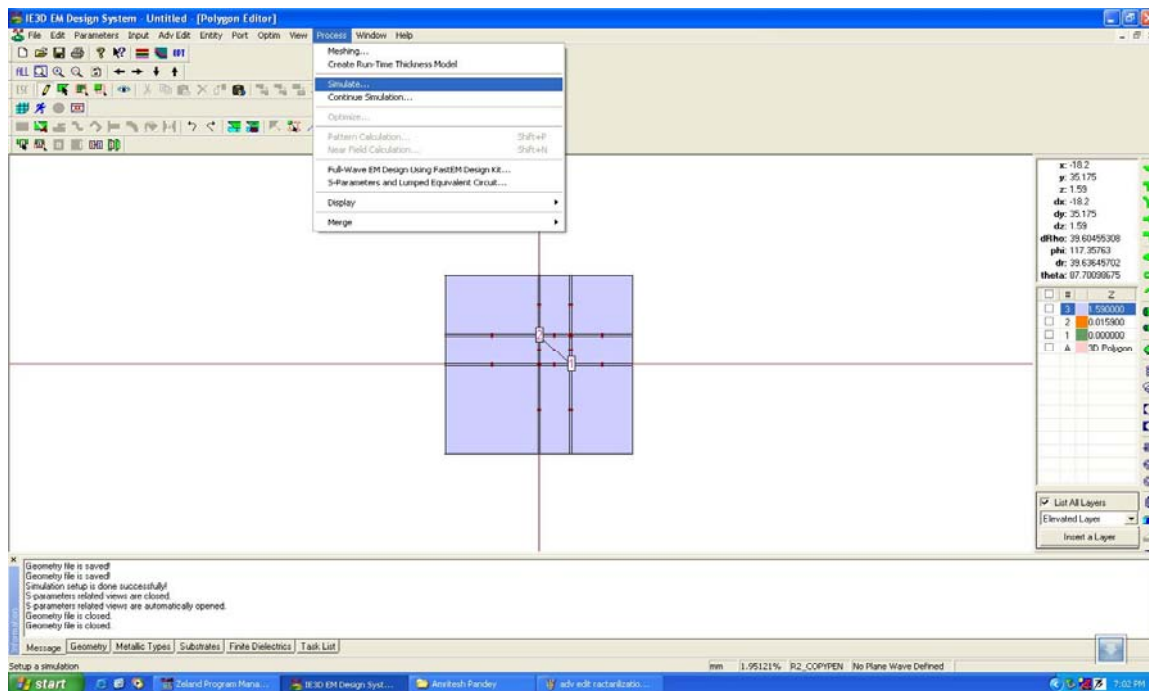 IE3D EM Design System - Untitled - [Polygon Editor]
File Edit Parameters Input Adv Edit Entity Port Optim View Process Window Help
Meshing...
Create Run-Time Thickness Model
Simulate...
Continue Simulation...
Optimize...
Pattern Calculation... Shift+P
Near Field Calculation... Shift+N
Full-Wave EM Design Using FastEM Design Kit...
S-Parameters and Lumped Equivalent Circuit...
Display
Merge
ALL
ESC
2
1
x: -18.2
y: 35.175
z: 1.59
dx: -18.2
dy: 35.175
dz: 1.59
dRho: 39.60455308
phi: 117.35763
dr: 39.63645702
theta: 87.70098675
# Z
3 1.590000
2 0.015900
1 0.000000
A 3D Polygon
List All Layers
Elevated Layer
Insert a Layer
Geometry file is saved!
Geometry file is saved!
Simulation setup is done successfully!
S-parameters related views are closed.
S-parameters related views are automatically opened.
Geometry file is closed.
Geometry file is closed.
Information
Message Geometry Metallic Types Substrates Finite Dielectrics Task List
Setup a simulation
mm 1.95121% R2_COPYPEN No Plane Wave Defined
start Zeland Program Mana... IE3D EM Design Syst... Amritesh Pandey adv edit ractanlizatio... 7:02 PM